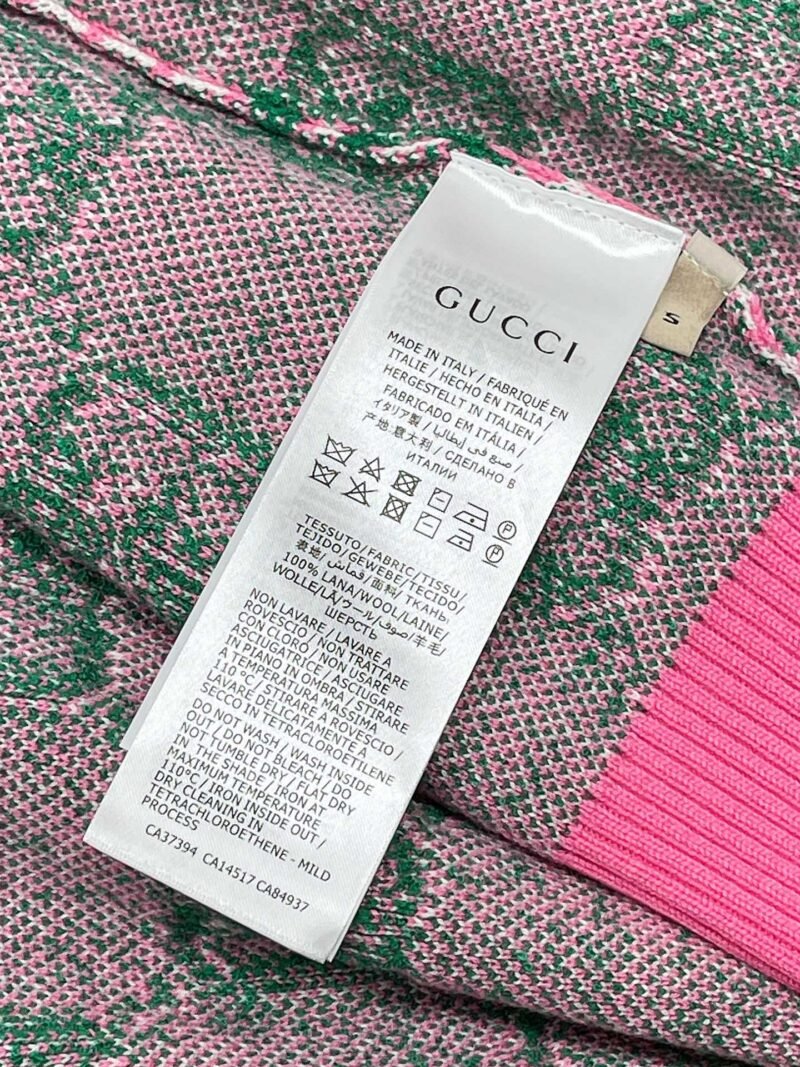 GUCCI
S
MADE IN ITALY / FABRIQUÉ EN
ITALIE / HECHO EN ITALIA /
HERGESTELLT IN ITALIEN /
FABRICADO EM ITÁLIA /
イタリア製 / صنع في ايطاليا /
产地:意大利 / СДЕЛАНО В
ИТАЛИИ
TESSUTO/FABRIC/TISSU/
TEJIDO/GEWEBE/TECIDO/
表地/قماش/面料/ТКАНЬ
100% LANA/WOOL/LAINE/
WOLLE/LÃ/ウール/صوف/羊毛/
ШЕРСТЬ
NON LAVARE / LAVARE A
ROVESCIO / NON TRATTARE
CON CLORO / NON USARE
ASCIUGATRICE / ASCIUGARE
IN PIANO IN OMBRA / STIRARE
A TEMPERATURA MASSIMA
110 °C / STIRARE A ROVESCIO /
LAVARE DELICATAMENTE A
SECCO IN TETRACLOROETILENE
DO NOT WASH / WASH INSIDE
OUT / DO NOT BLEACH / DO
NOT TUMBLE DRY / FLAT DRY
IN THE SHADE / IRON AT
MAXIMUM TEMPERATURE
110°C / IRON INSIDE OUT /
DRY CLEANING IN
TETRACHLOROETHENE - MILD
PROCESS
CA37394 CA14517 CA84937